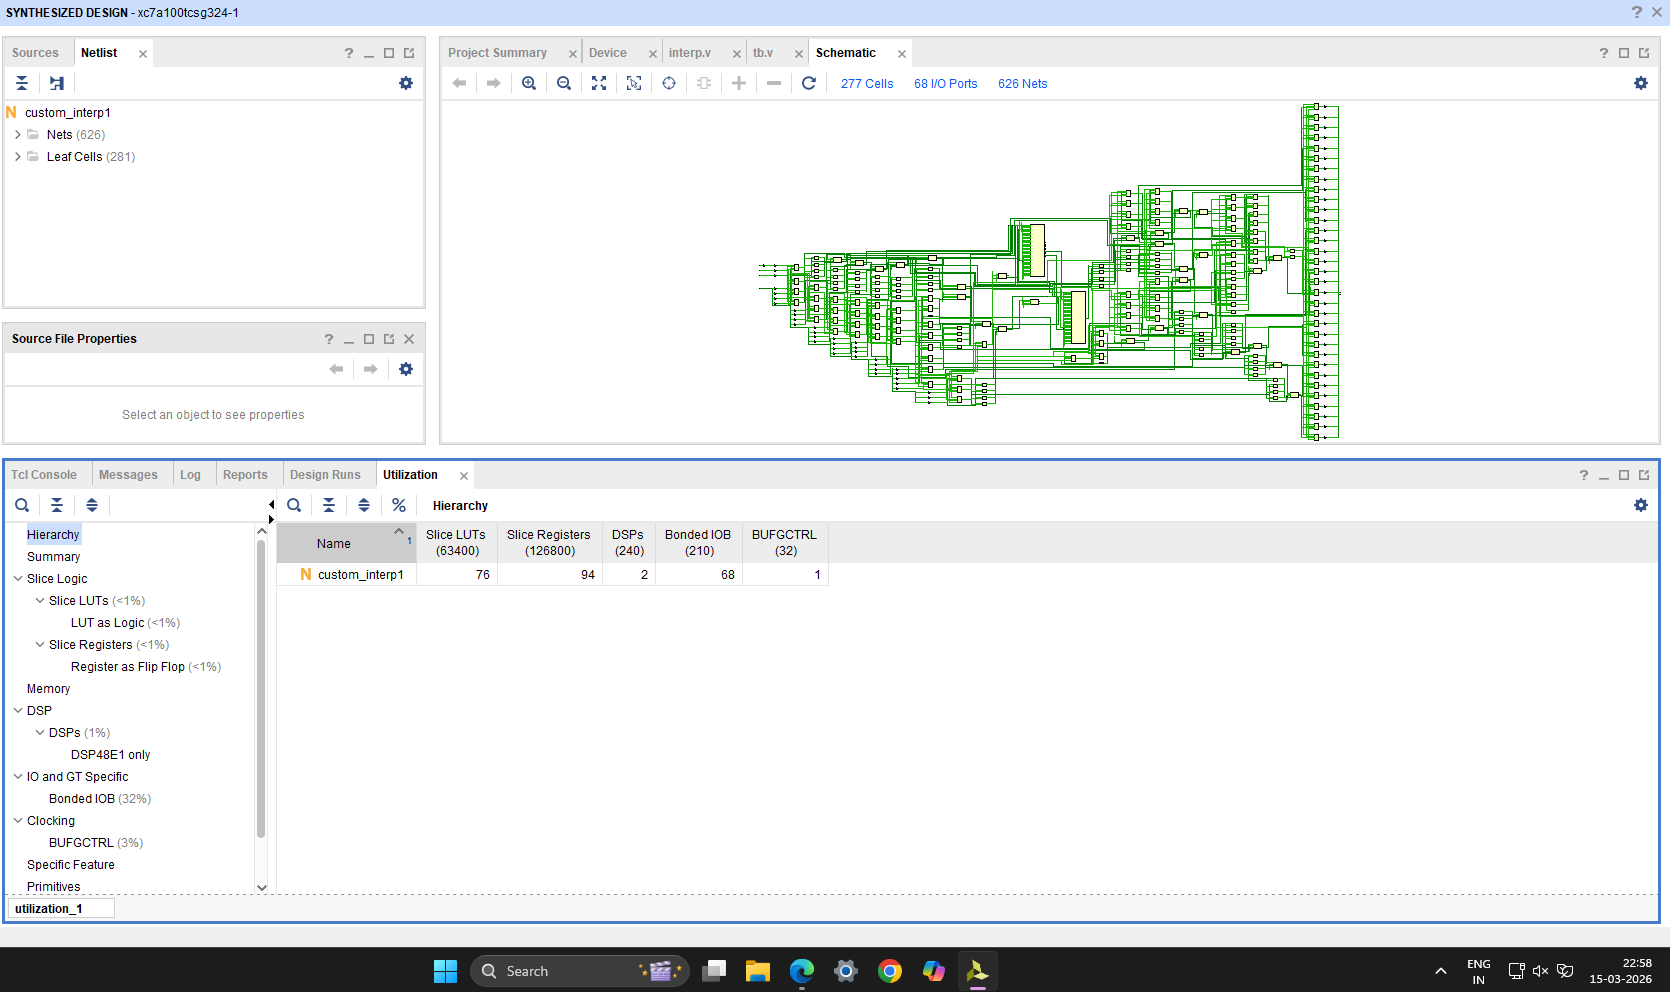 SYNTHESIZED DESIGN - xc7a100tcsg324-1
Sources
Netlist
custom_interp1
Nets (626)
Leaf Cells (281)
Source File Properties
Select an object to see properties
Project Summary
Device
interp.v
tb.v
Schematic
277 Cells
68 I/O Ports
626 Nets
Tcl Console
Messages
Log
Reports
Design Runs
Utilization
Hierarchy
Summary
Slice Logic
Slice LUTs (<1%)
LUT as Logic (<1%)
Slice Registers (<1%)
Register as Flip Flop (<1%)
Memory
DSP
DSPs (1%)
DSP48E1 only
IO and GT Specific
Bonded IOB (32%)
Clocking
BUFGCTRL (3%)
Specific Feature
Primitives
Hierarchy
Name 1
Slice LUTs
(63400)
Slice Registers
(126800)
DSPs
(240)
Bonded IOB
(210)
BUFGCTRL
(32)
N custom_interp1 76 94 2 68 1
utilization_1
Search
ENG
IN
22:58
15-03-2026